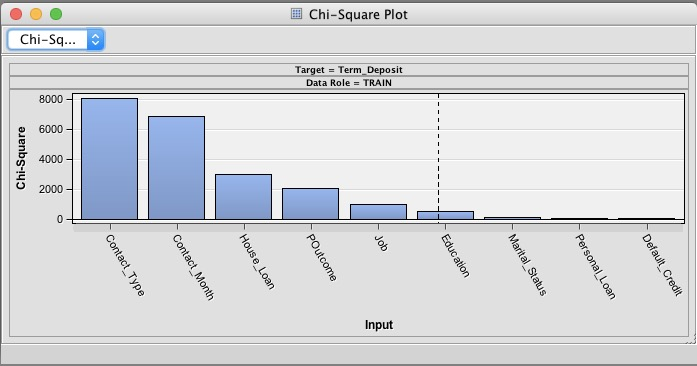 Chi-Square Plot
Chi-Sq...
Target = Term_Deposit
Data Role = TRAIN
Chi-Square
8000
6000
4000
2000
0
Contact_Type
Contact_Month
House_Loan
POutcome
Job
Education
Marital_Status
Personal_Loan
Default_Credit
Input